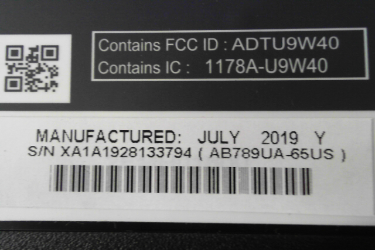 Contains FCC ID : ADTU9W40
Contains IC : 1178A-U9W40
MANUFACTURED: JULY 2019 Y
S/N XA1A1928133794 ( AB789UA-65US )